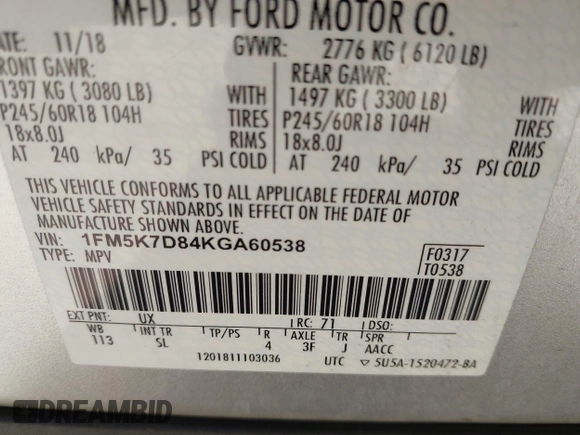 MFD. BY FORD MOTOR CO.
DATE: 11/18 GVWR: 2776 KG ( 6120 LB)
FRONT GAWR: REAR GAWR:
1397 KG ( 3080 LB) WITH 1497 KG ( 3300 LB) WITH
P245/60R18 104H TIRES P245/60R18 104H TIRES
18x8.0J RIMS 18x8.0J RIMS
AT 240 kPa/ 35 PSI COLD AT 240 kPa/ 35 PSI COLD
THIS VEHICLE CONFORMS TO ALL APPLICABLE FEDERAL MOTOR
VEHICLE SAFETY STANDARDS IN EFFECT ON THE DATE OF
MANUFACTURE SHOWN ABOVE.
VIN: 1FM5K7D84KGA60538 F0317
TYPE: MPV T0538
EXT PNT: UX RC: 71 DSO:
WB INT TR TP/PS R AXLE TR SPR
113 SL 4 3F J AACC
1201811103036 UTC ▽ 5U5A-1520472-BA
DREAMBID